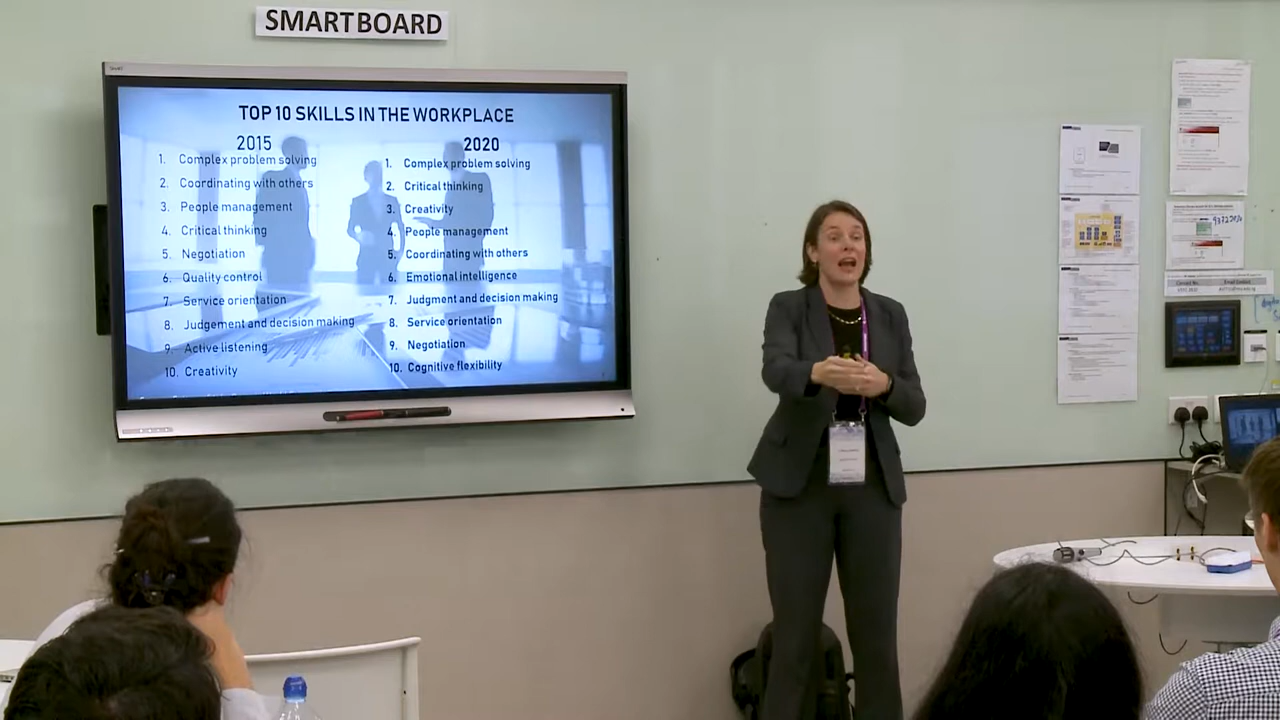 SMARTBOARD
TOP 10 SKILLS IN THE WORKPLACE
2015
1. Complex problem solving
2. Coordinating with others
3. People management
4. Critical thinking
5. Negotiation
6. Quality control
7. Service orientation
8. Judgement and decision making
9. Active listening
10. Creativity
2020
1. Complex problem solving
2. Critical thinking
3. Creativity
4. People management
5. Coordinating with others
6. Emotional intelligence
7. Judgment and decision making
8. Service orientation
9. Negotiation
10. Cognitive flexibility